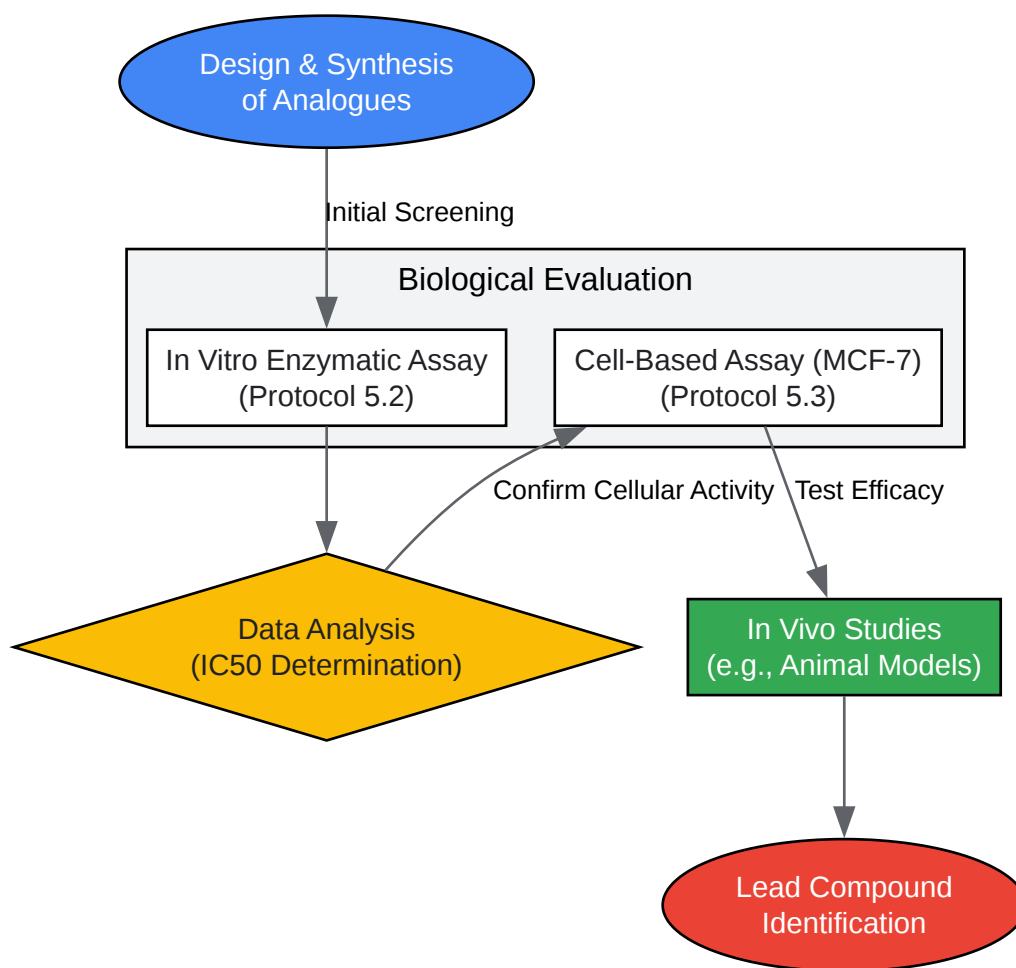 Design & Synthesis
of Analogues
Initial Screening
Biological Evaluation
In Vitro Enzymatic Assay
(Protocol 5.2)
Cell-Based Assay (MCF-7)
(Protocol 5.3)
Confirm Cellular Activity
Test Efficacy
Data Analysis
(IC50 Determination)
In Vivo Studies
(e.g., Animal Models)
Lead Compound
Identification